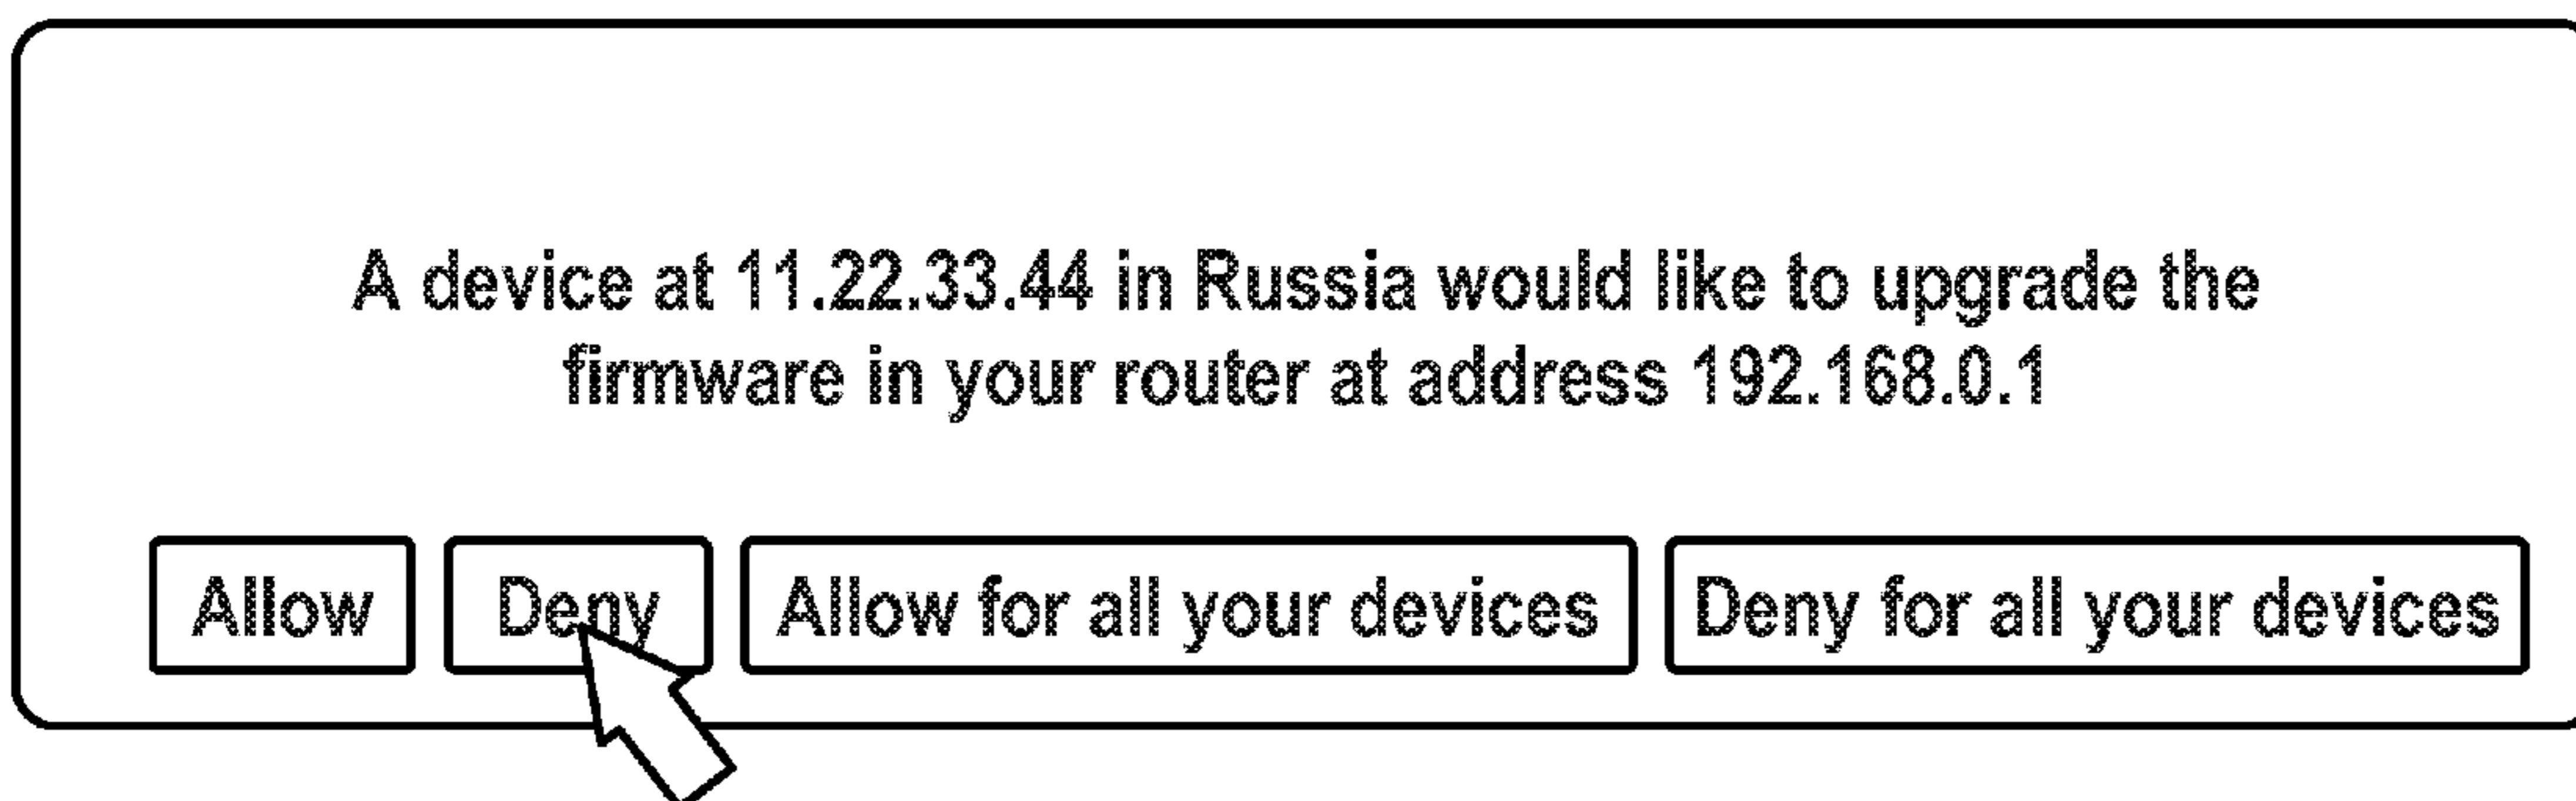 A device at 11.22.33.44 in Russia would like to upgrade the
firmware in your router at address 192.168.0.1
Allow Deny Allow for all your devices Deny for all your devices